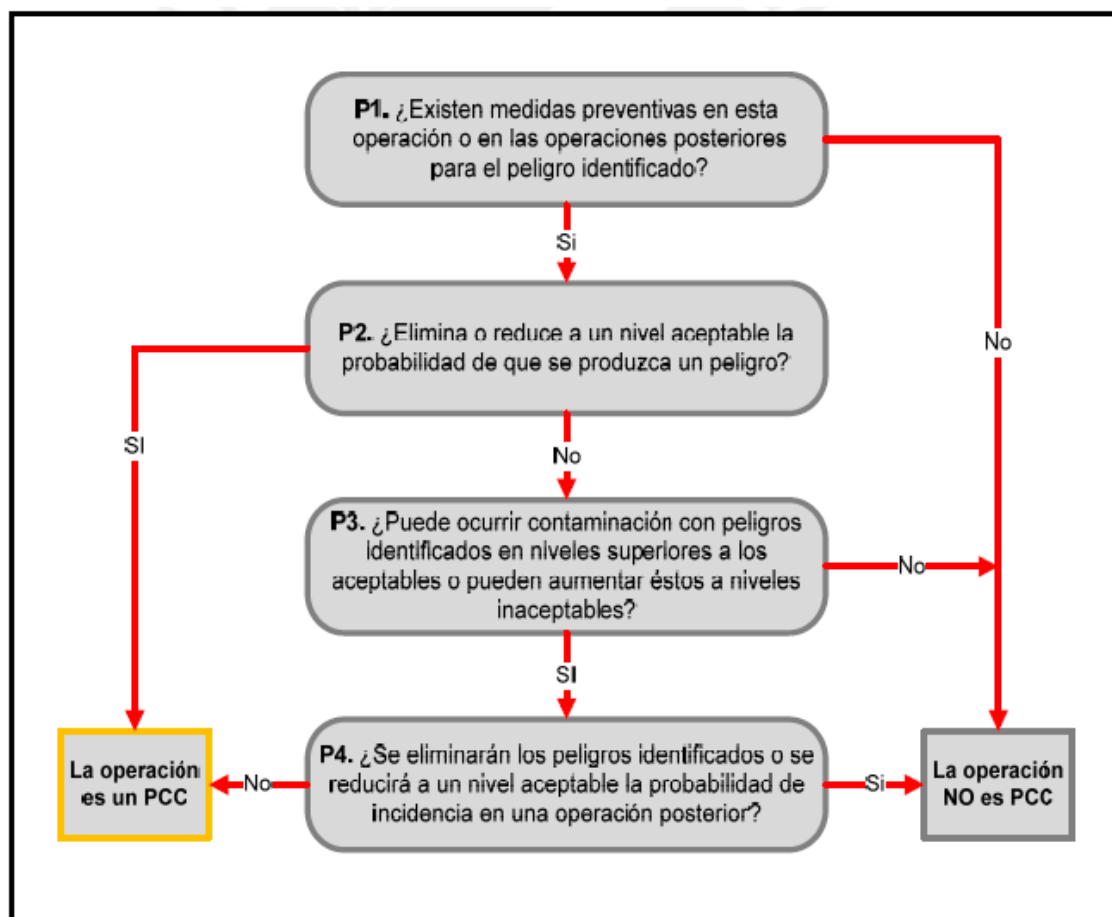 P1. ¿Existen medidas preventivas en esta
operación o en las operaciones posteriores
para el peligro identificado?
Si
P2. ¿Elimina o reduce a un nivel aceptable la
probabilidad de que se produzca un peligro?
No
SI
No
P3. ¿Puede ocurrir contaminación con peligros
identificados en niveles superiores a los
aceptables o pueden aumentar éstos a niveles
inaceptables?
No
SI
La operación
es un PCC
No
P4. ¿Se eliminarán los peligros identificados o se
reducirá a un nivel aceptable la probabilidad de
incidencia en una operación posterior?
Si
La operación
NO es PCC